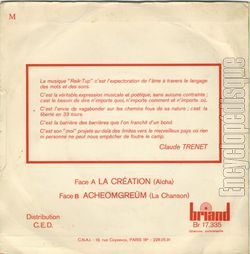 M
La musique "Raik-Tup" c'est l'expectoration de l'âme à travers le langage
des mots et des sons.
C'est la véritable expression musicale et poétique, sans aucune contrainte ;
c'est le besoin de dire n'importe quoi, n'importe comment et n'importe où.
C'est l'envie de vagabonder sur les chemins fous de sa nature ; c'est la
liberté en 33 tours.
C'est la barrière des barrières que l'on franchit d'un bond.
C'est son "moi" projeté au-delà des limites vers le merveilleux pays où rien
ni personne ne peut nous empêcher de foutre le camp.
Claude TRENET
Face A LA CRÉATION (Aïcha)
Face B ACHEOMGREÜM (La Chanson)
Distribution
C.E.D.
briand
Br 17.335
Encyclopédisque